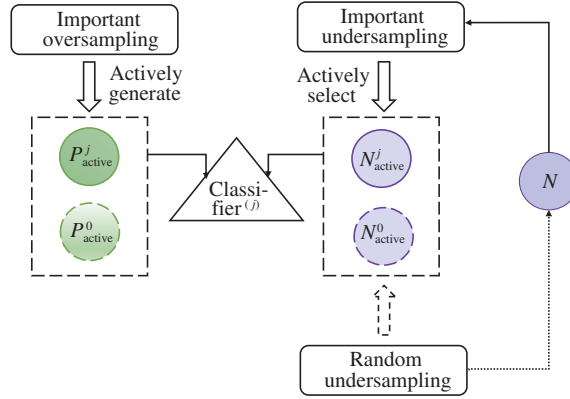 Important
oversampling
Important
undersampling
Actively
generate
Actively
select
P^j_active
N^j_active
N
Classi-
fier^(j)
P^0_active
N^0_active
Random
undersampling